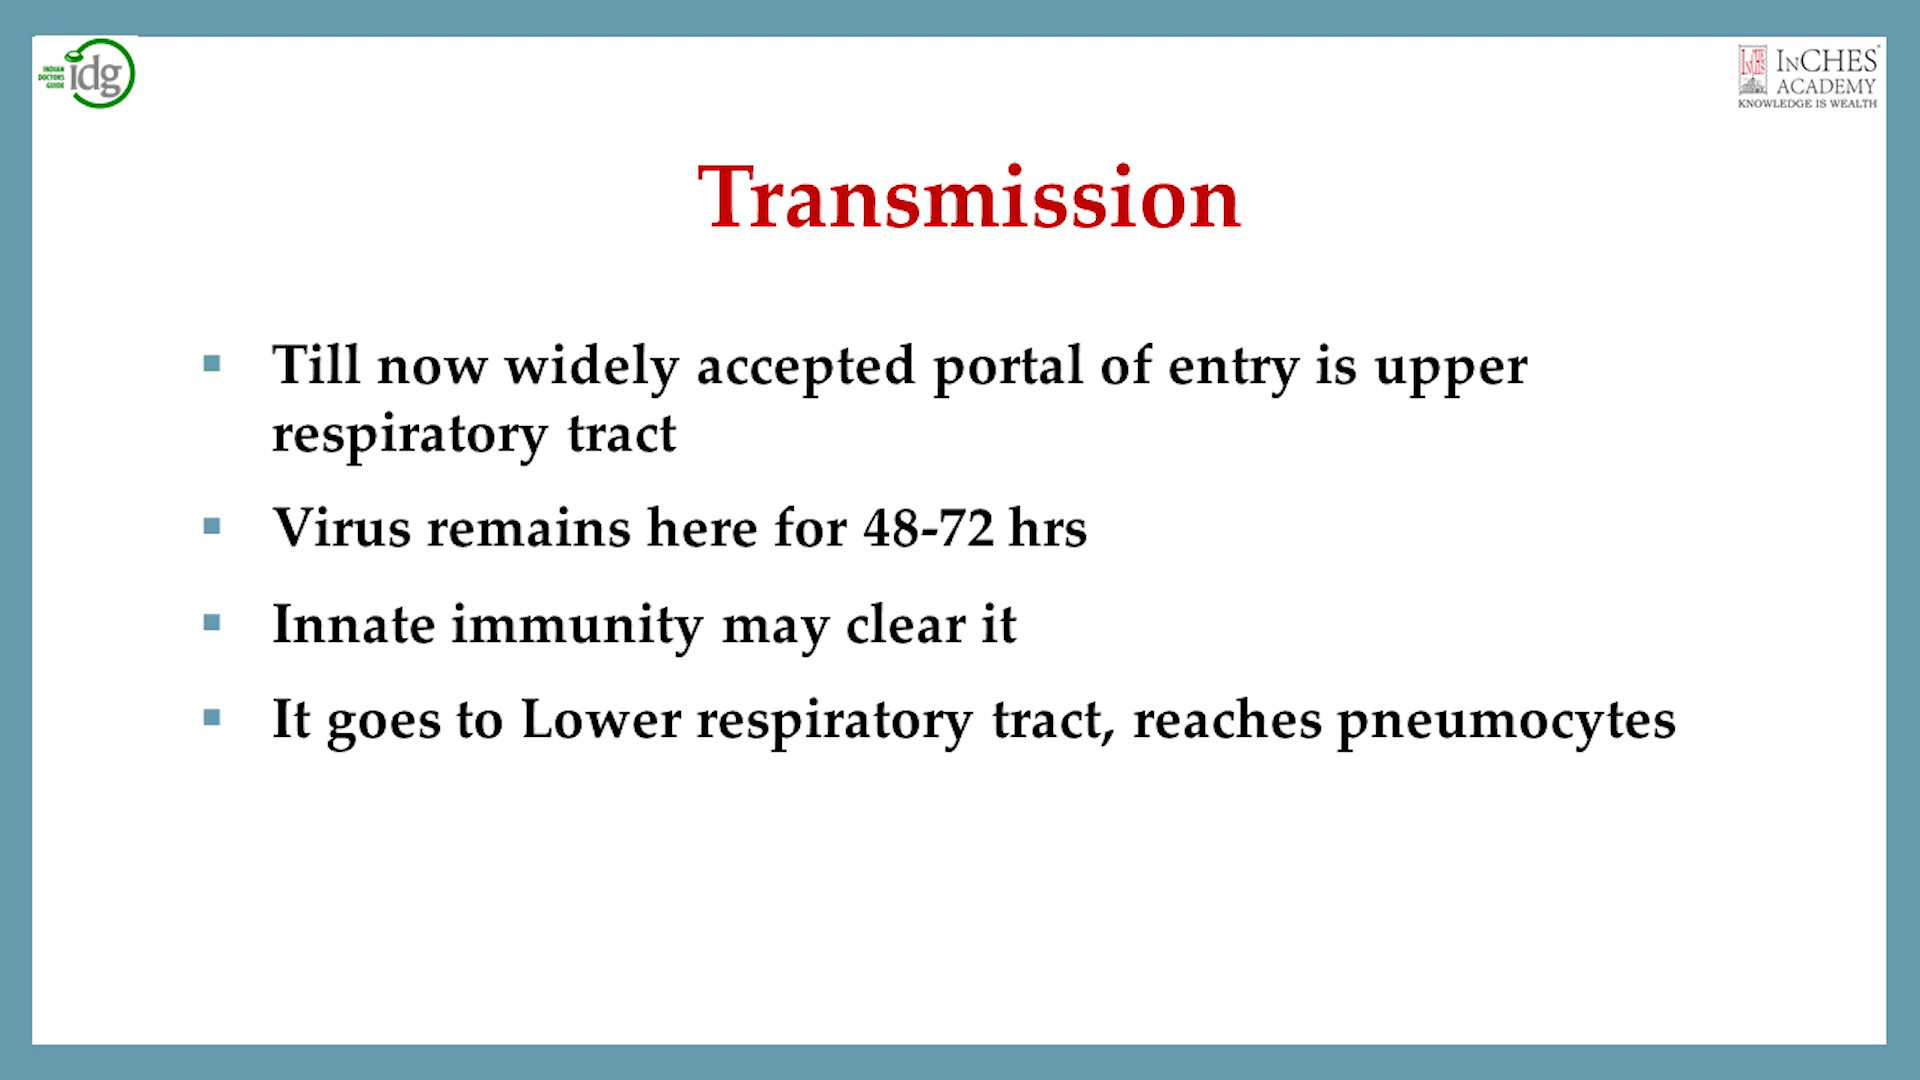 INDIAN
DOCTORS
GUIDE
idg
INCHES
ACADEMY
KNOWLEDGE IS WEALTH
Transmission
▪ Till now widely accepted portal of entry is upper
respiratory tract
▪ Virus remains here for 48-72 hrs
▪ Innate immunity may clear it
▪ It goes to Lower respiratory tract, reaches pneumocytes